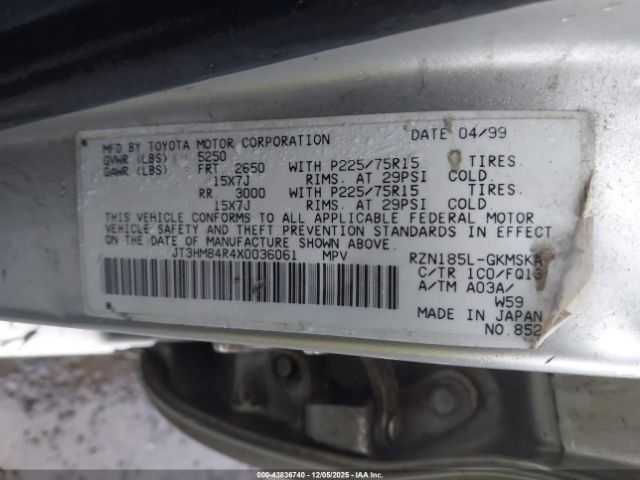 MFD BY TOYOTA MOTOR CORPORATION DATE 04/99
GVWR (LBS) 5250
GAWR (LBS) FRT 2650 WITH P225/75R15 TIRES.
15X7J RIMS. AT 29PSI COLD.
RR 3000 WITH P225/75R15 TIRES.
15X7J RIMS. AT 29PSI COLD.
THIS VEHICLE CONFORMS TO ALL APPLICABLE FEDERAL MOTOR
VEHICLE SAFETY & THEFT PREVENTION STANDARDS IN EFFECT
ON THE DATE OF MANUFACTURE SHOWN ABOVE.
JT3HM84R4X0036061 MPV RZN185L-GKMSKA
C/TR 1C0/FQ13
A/TM A03A/
W59
MADE IN JAPAN
NO.852
000-43836740 - 12/05/2025 - IAA Inc.